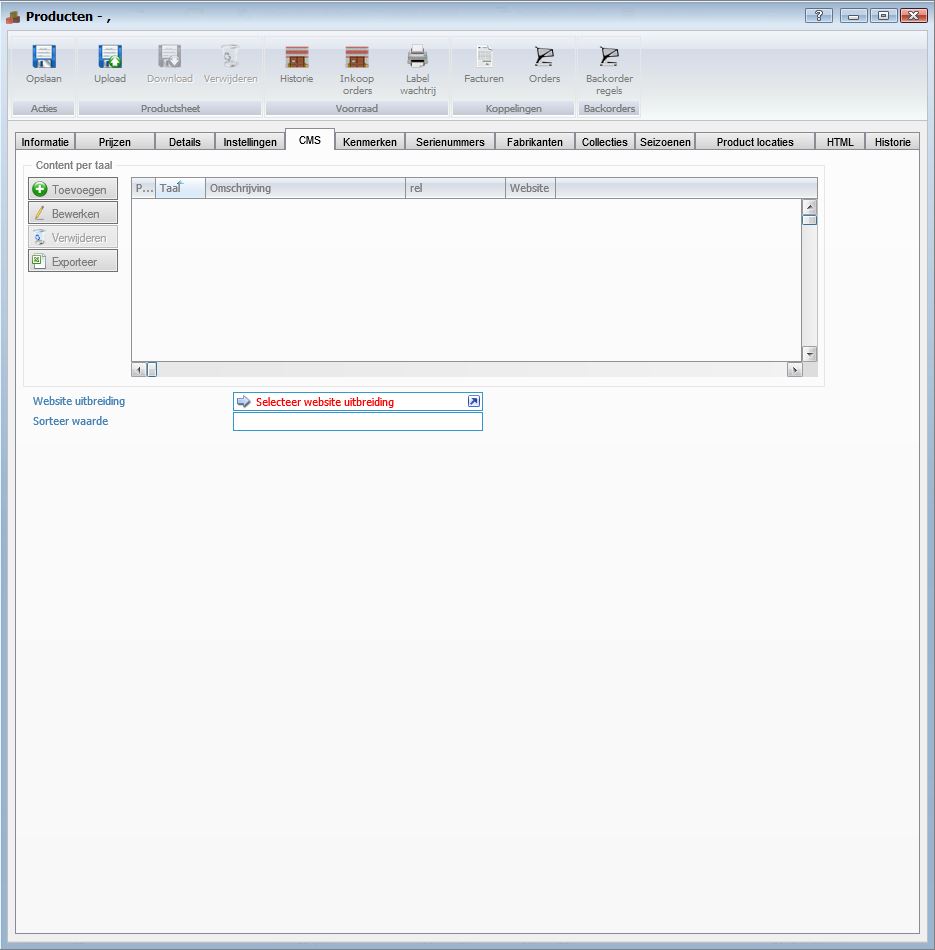 Producten - ,
Opslaan
Upload
Download
Verwijderen
Historie
Inkoop
orders
Label
wachtrij
Facturen
Orders
Backorder
regels
Acties
Productsheet
Voorraad
Koppelingen
Backorders
Informatie
Prijzen
Details
Instellingen
CMS
Kenmerken
Serienummers
Fabrikanten
Collecties
Seizoenen
Product locaties
HTML
Historie
Content per taal
Toevoegen
Bewerken
Verwijderen
Exporteer
P...
Taal
Omschrijving
rel
Website
Website uitbreiding
Selecteer website uitbreiding
Sorteer waarde